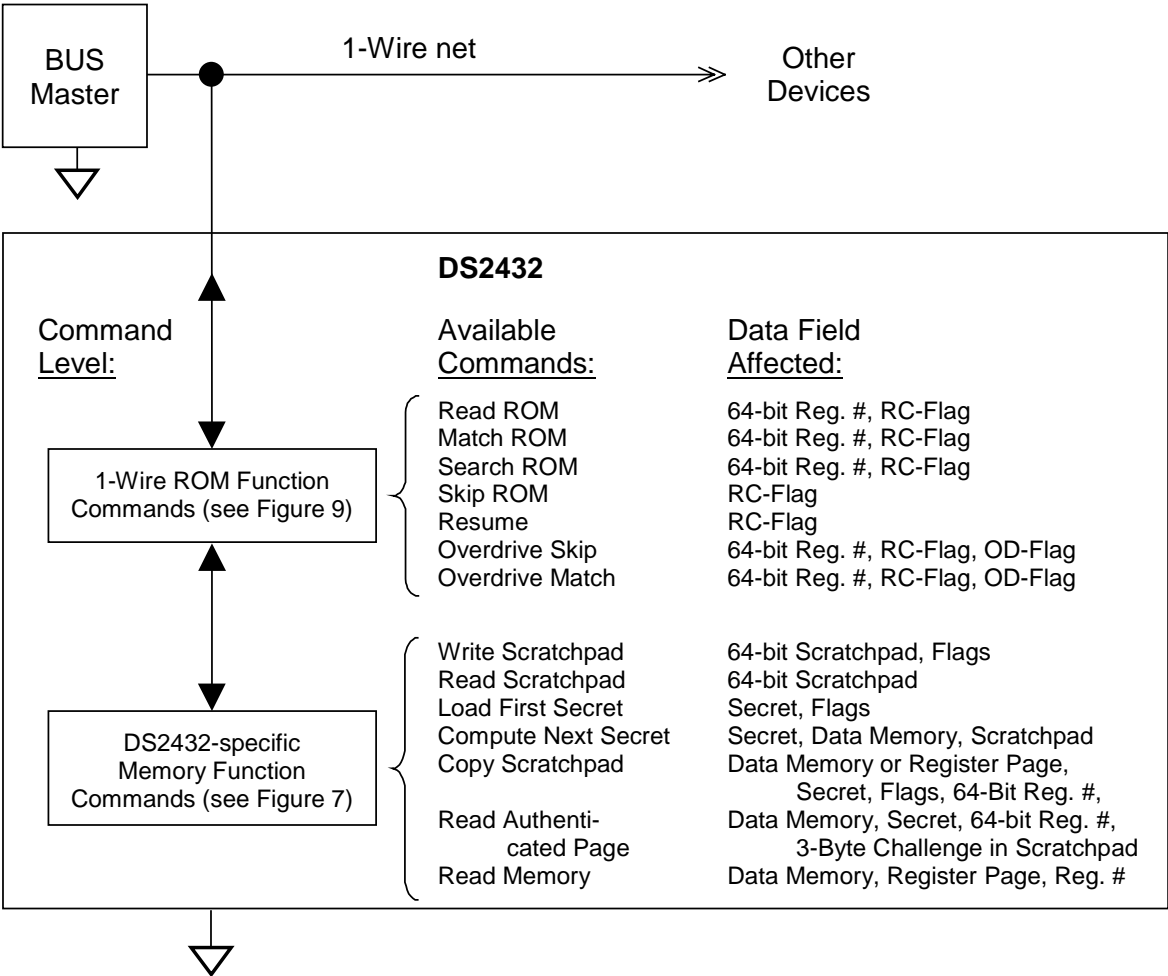 BUS
Master
1-Wire net
Other
Devices
DS2432
Command
Level:
Available
Commands:
Data Field
Affected:
1-Wire ROM Function
Commands (see Figure 9)
Read ROM 64-bit Reg. #, RC-Flag
Match ROM 64-bit Reg. #, RC-Flag
Search ROM 64-bit Reg. #, RC-Flag
Skip ROM RC-Flag
Resume RC-Flag
Overdrive Skip 64-bit Reg. #, RC-Flag, OD-Flag
Overdrive Match 64-bit Reg. #, RC-Flag, OD-Flag
DS2432-specific
Memory Function
Commands (see Figure 7)
Write Scratchpad 64-bit Scratchpad, Flags
Read Scratchpad 64-bit Scratchpad
Load First Secret Secret, Flags
Compute Next Secret Secret, Data Memory, Scratchpad
Copy Scratchpad Data Memory or Register Page,
Secret, Flags, 64-Bit Reg. #,
Read Authenti- Data Memory, Secret, 64-bit Reg. #,
cated Page 3-Byte Challenge in Scratchpad
Read Memory Data Memory, Register Page, Reg. #